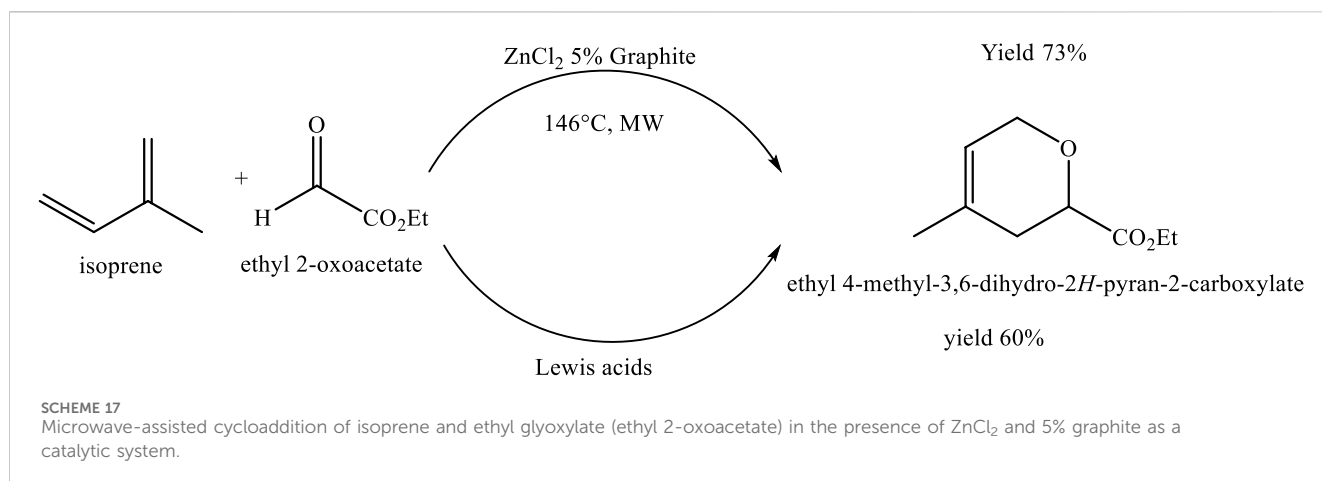 ZnCl₂ 5% Graphite
146°C, MW
Yield 73%
+
O
H
CO₂Et
isoprene
ethyl 2-oxoacetate
O
CO₂Et
ethyl 4-methyl-3,6-dihydro-2H-pyran-2-carboxylate
yield 60%
Lewis acids
SCHEME 17
Microwave-assisted cycloaddition of isoprene and ethyl glyoxylate (ethyl 2-oxoacetate) in the presence of ZnCl₂ and 5% graphite as a
catalytic system.